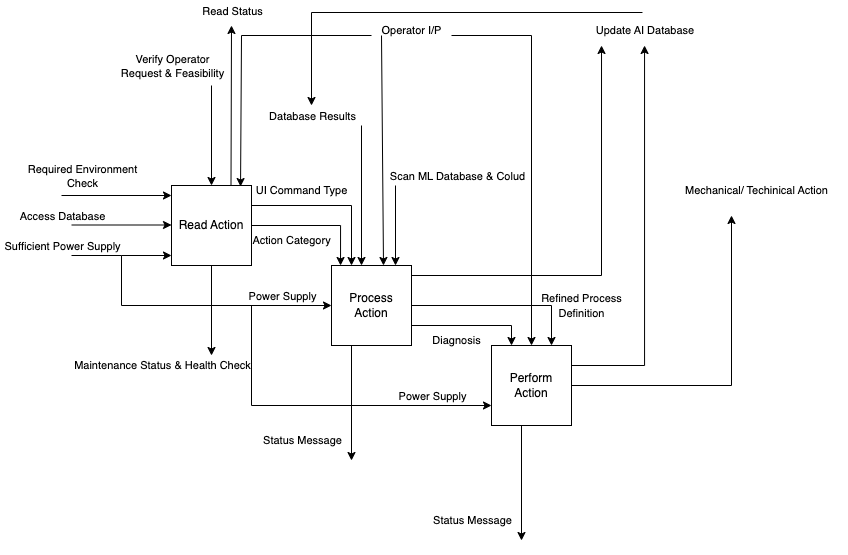 Read Status
Operator I/P
Update AI Database
Verify Operator
Request & Feasibility
Database Results
Required Environment
Check
Scan ML Database & Colud
UI Command Type
Mechanical/ Techinical Action
Access Database
Read Action
Action Category
Sufficient Power Supply
Power Supply
Process
Action
Refined Process
Definition
Diagnosis
Maintenance Status & Health Check
Perform
Action
Power Supply
Status Message
Status Message